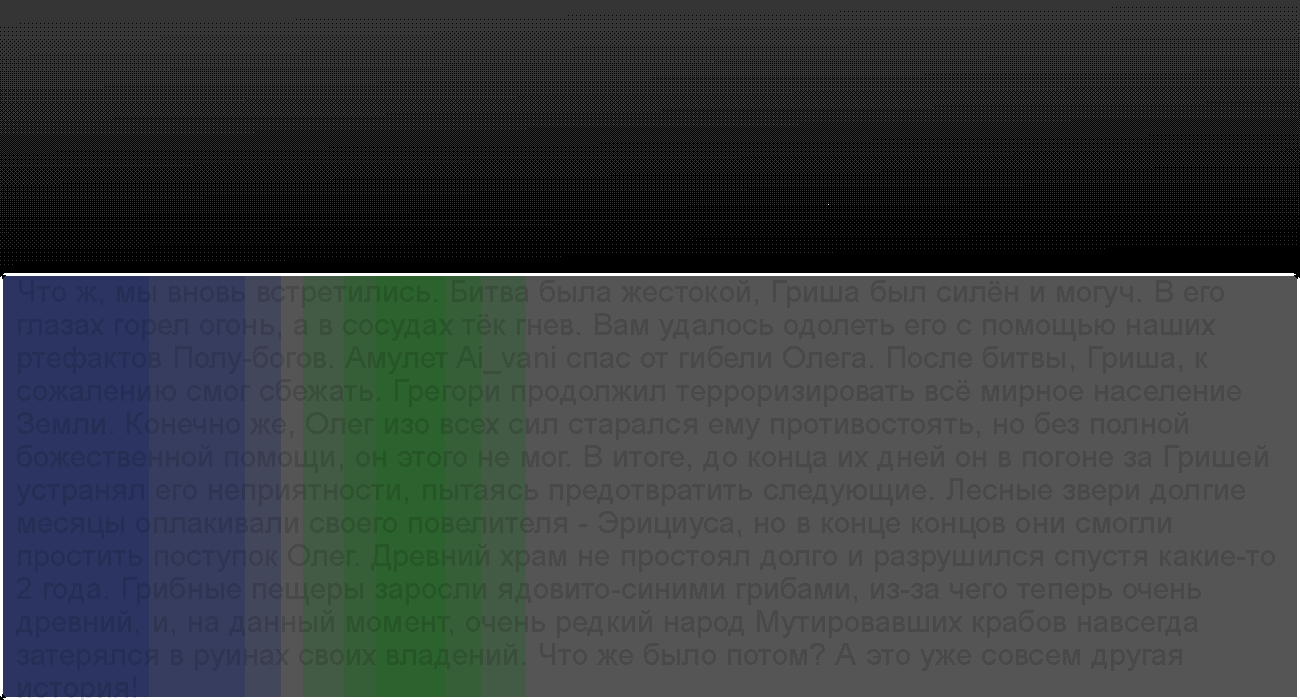 Что ж, мы вновь встретились. Битва была жестокой, Гриша был силён и могуч. В его
глазах горел огонь, а в сосудах тёк гнев. Вам удалось одолеть его с помощью наших
ртефактов Полу-богов. Амулет Ai_vani спас от гибели Олега. После битвы, Гриша, к
сожалению смог сбежать. Грегори продолжил терроризировать всё мирное население
Земли. Конечно же, Олег изо всех сил старался ему противостоять, но без полной
божественной помощи, он этого не мог. В итоге, до конца их дней он в погоне за Гришей
устранял его неприятности, пытаясь предотвратить следующие. Лесные звери долгие
месяцы оплакивали своего повелителя - Эрициуса, но в конце концов они смогли
простить поступок Олег. Древний храм не простоял долго и разрушился спустя какие-то
2 года. Грибные пещеры заросли ядовито-синими грибами, из-за чего теперь очень
древний, и, на данный момент, очень редкий народ Мутировавших крабов навсегда
затерялся в руинах своих владений. Что же было потом? А это уже совсем другая
история!